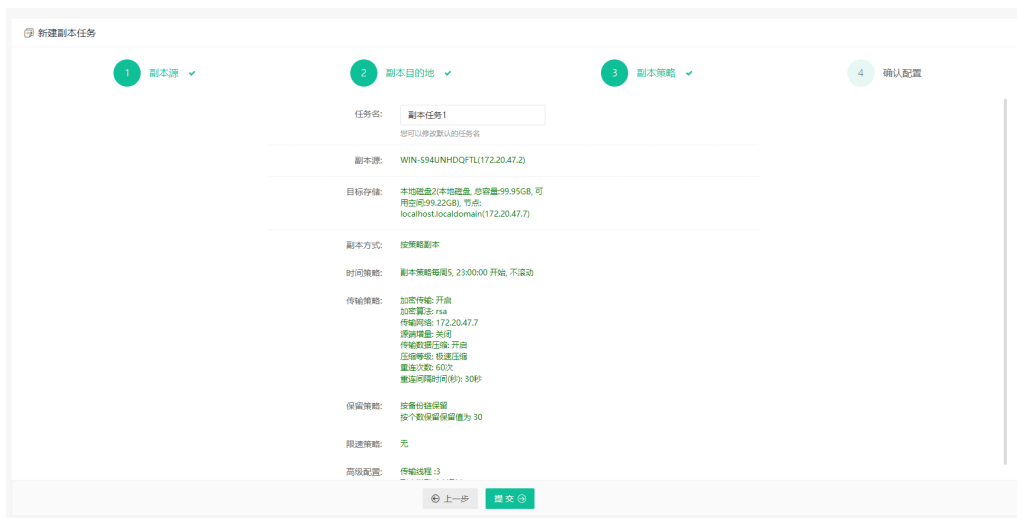 新建副本任务
1 副本源
2 副本目的地
3 副本策略
4 确认配置
任务名: 副本任务1
您可以修改默认的任务名
副本源: WIN-S94UNHDQFTL(172.20.47.2)
目标存储: 本地磁盘2(本地磁盘, 总容量:99.95GB, 可
用空间:99.22GB), 节点:
localhost.localdomain(172.20.47.7)
副本方式: 按策略副本
时间策略: 副本策略每周5, 23:00:00 开始, 不滚动
传输策略: 加密传输: 开启
加密算法: rsa
传输网络: 172.20.47.7
源端增量: 关闭
传输数据压缩: 开启
压缩等级: 极速压缩
重连次数: 60次
重连间隔时间(秒): 30秒
保留策略: 按备份链保留
按个数保留保留值为 30
限速策略: 无
高级配置: 传输线程 :3
上一步
提交